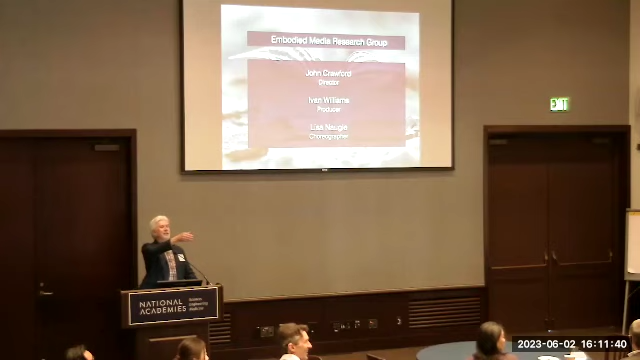 Embodied Media Research Group
John Crawford
Director
Ivan Williams
Producer
Lisa Naugle
Choreographer
EXIT
NATIONAL
ACADEMIES
Sciences
Engineering
Medicine
2023-06-02 16:11:40